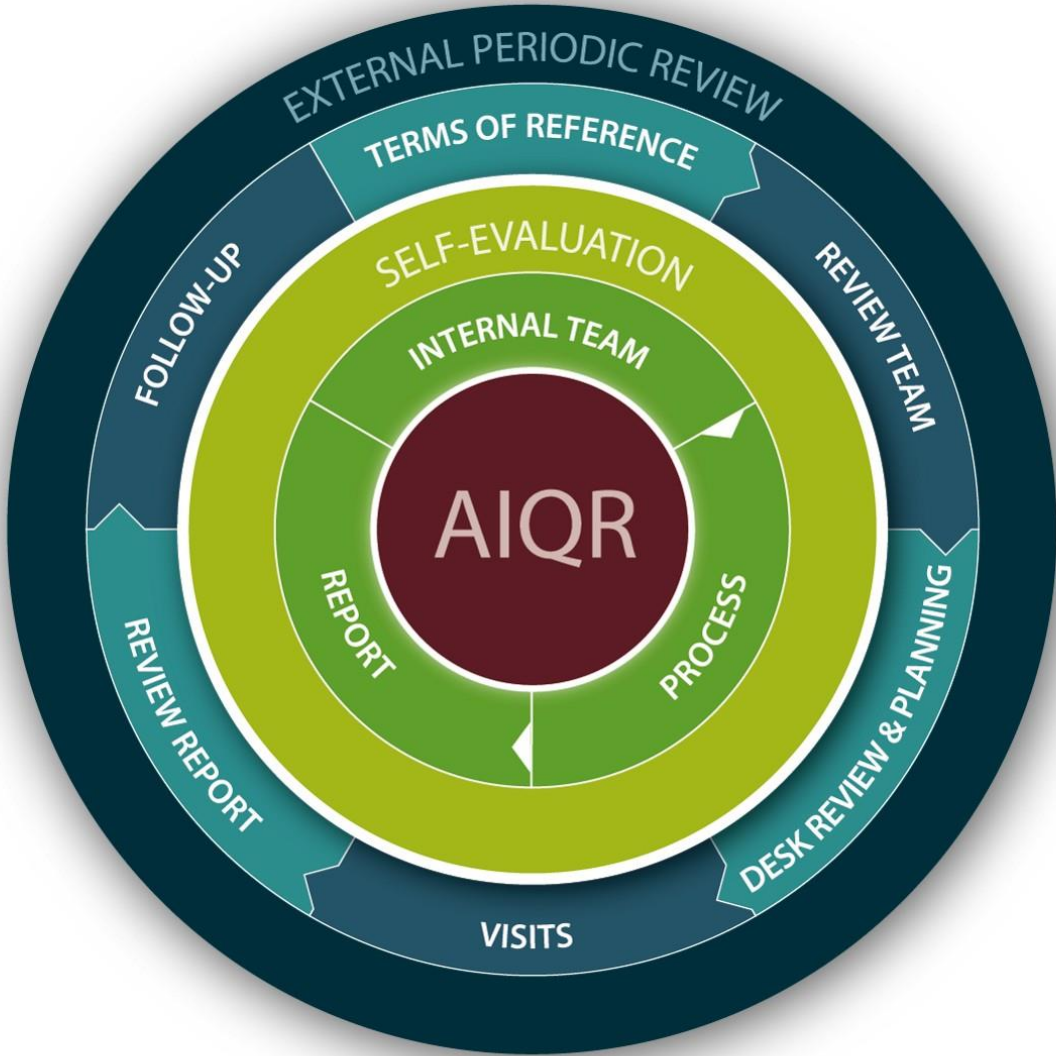 EXTERNAL PERIODIC REVIEW
TERMS OF REFERENCE
REVIEW TEAM
DESK REVIEW & PLANNING
VISITS
REVIEW REPORT
FOLLOW-UP
SELF-EVALUATION
INTERNAL TEAM
PROCESS
REPORT
AIQR